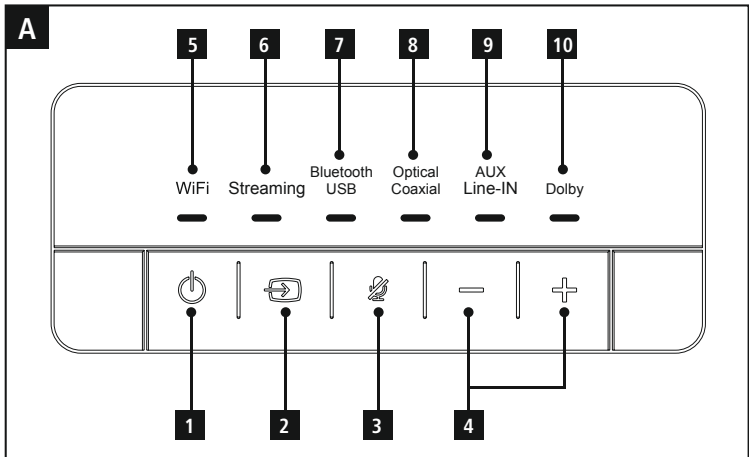 A
5 6 7 8 9 10
Bluetooth Optical AUX
WiFi Streaming USB Coaxial Line-IN Dolby
1 2 3 4